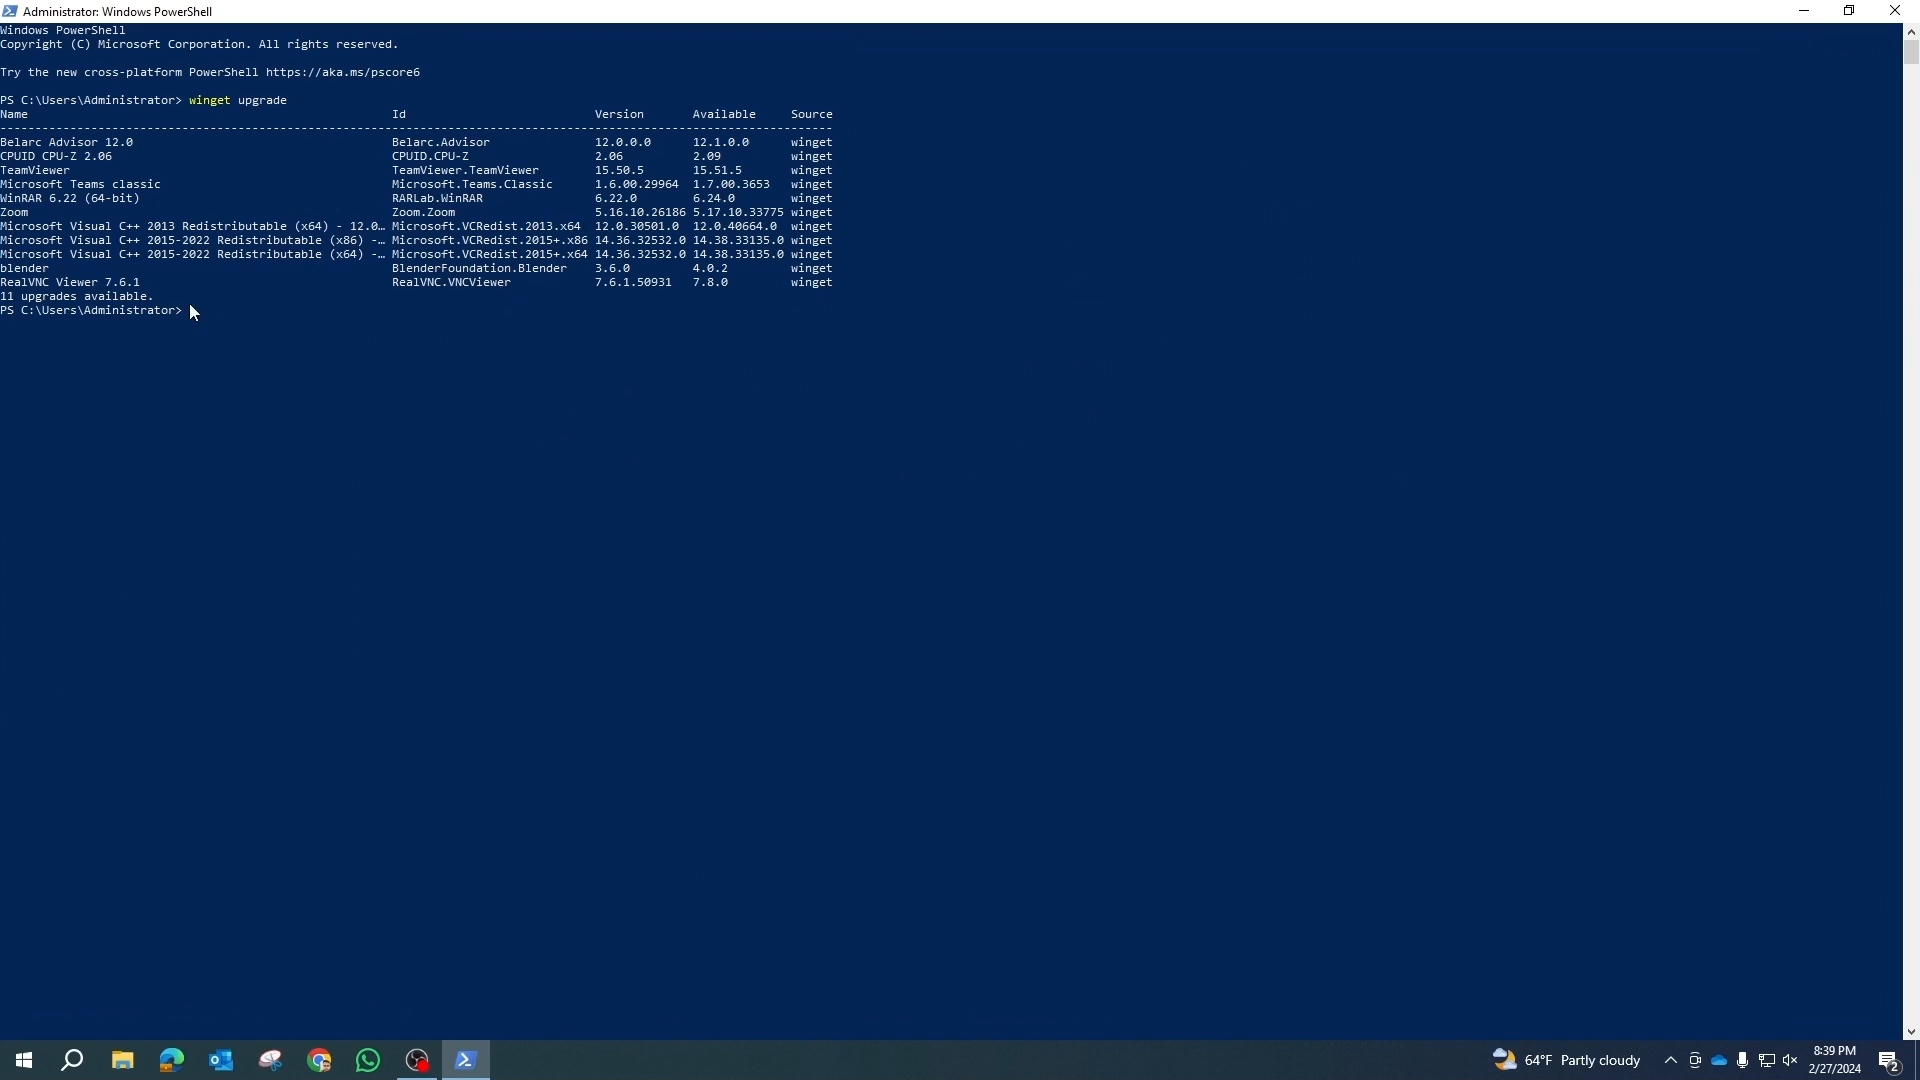 Administrator: Windows PowerShell
Windows PowerShell
Copyright (C) Microsoft Corporation. All rights reserved.
Try the new cross-platform PowerShell https://aka.ms/pscore6
PS C:\Users\Administrator> winget upgrade
Name Id Version Available Source
--------------------------------------------------------------------------------------------------------------------------------
Belarc Advisor 12.0 Belarc.Advisor 12.0.0.0 12.1.0.0 winget
CPUID CPU-Z 2.06 CPUID.CPU-Z 2.06 2.09 winget
TeamViewer TeamViewer.TeamViewer 15.50.5 15.51.5 winget
Microsoft Teams classic Microsoft.Teams.Classic 1.6.00.29964 1.7.00.3653 winget
WinRAR 6.22 (64-bit) RARLab.WinRAR 6.22.0 6.24.0 winget
Zoom Zoom.Zoom 5.16.10.26186 5.17.10.33775 winget
Microsoft Visual C++ 2013 Redistributable (x64) - 12.0… Microsoft.VCRedist.2013.x64 12.0.30501.0 12.0.40664.0 winget
Microsoft Visual C++ 2015-2022 Redistributable (x86) -… Microsoft.VCRedist.2015+.x86 14.36.32532.0 14.38.33135.0 winget
Microsoft Visual C++ 2015-2022 Redistributable (x64) -… Microsoft.VCRedist.2015+.x64 14.36.32532.0 14.38.33135.0 winget
blender BlenderFoundation.Blender 3.6.0 4.0.2 winget
RealVNC Viewer 7.6.1 RealVNC.VNCViewer 7.6.1.50931 7.8.0 winget
11 upgrades available.
PS C:\Users\Administrator>
64°F Partly cloudy
8:39 PM
2/27/2024
2